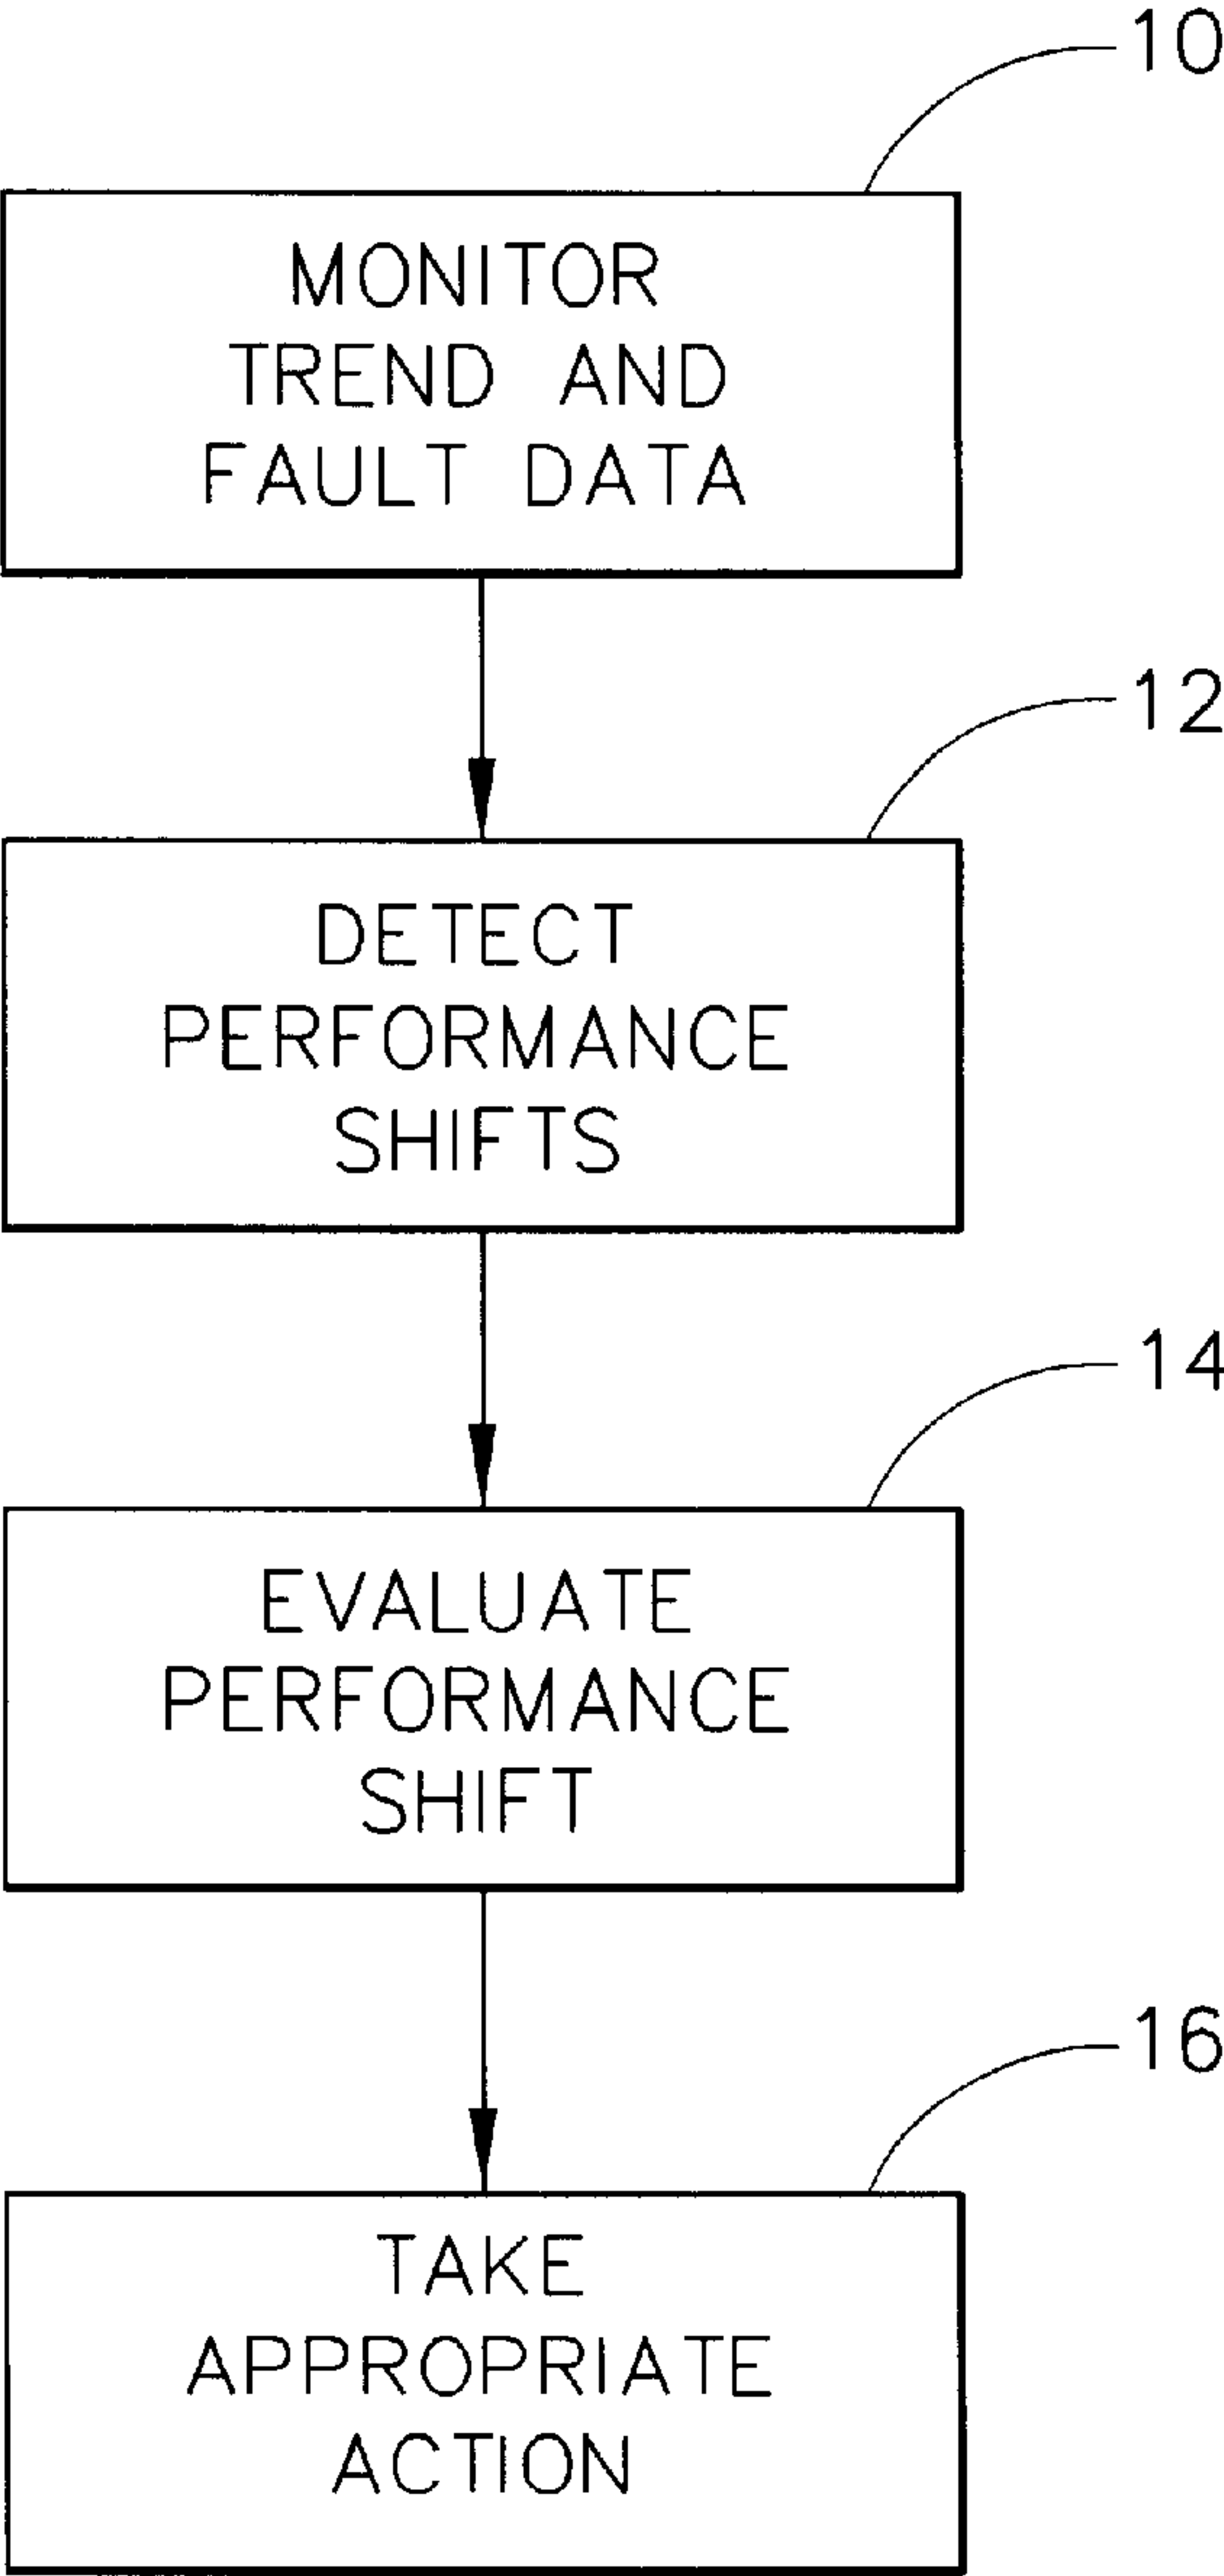 10
MONITOR
TREND AND
FAULT DATA
12
DETECT
PERFORMANCE
SHIFTS
14
EVALUATE
PERFORMANCE
SHIFT
16
TAKE
APPROPRIATE
ACTION